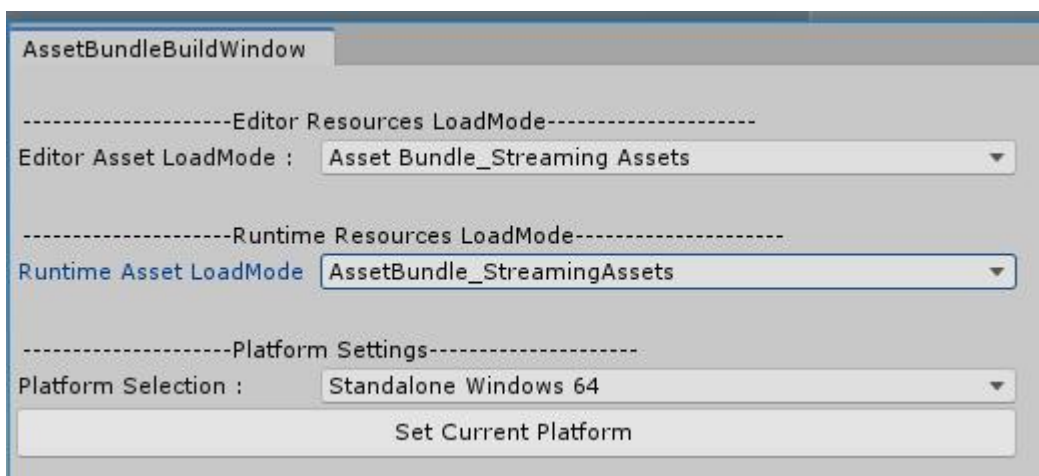 AssetBundleBuildWindow
---------------------Editor Resources LoadMode---------------------
Editor Asset LoadMode : Asset Bundle_Streaming Assets
---------------------Runtime Resources LoadMode---------------------
Runtime Asset LoadMode AssetBundle_StreamingAssets
---------------------Platform Settings---------------------
Platform Selection : Standalone Windows 64
Set Current Platform